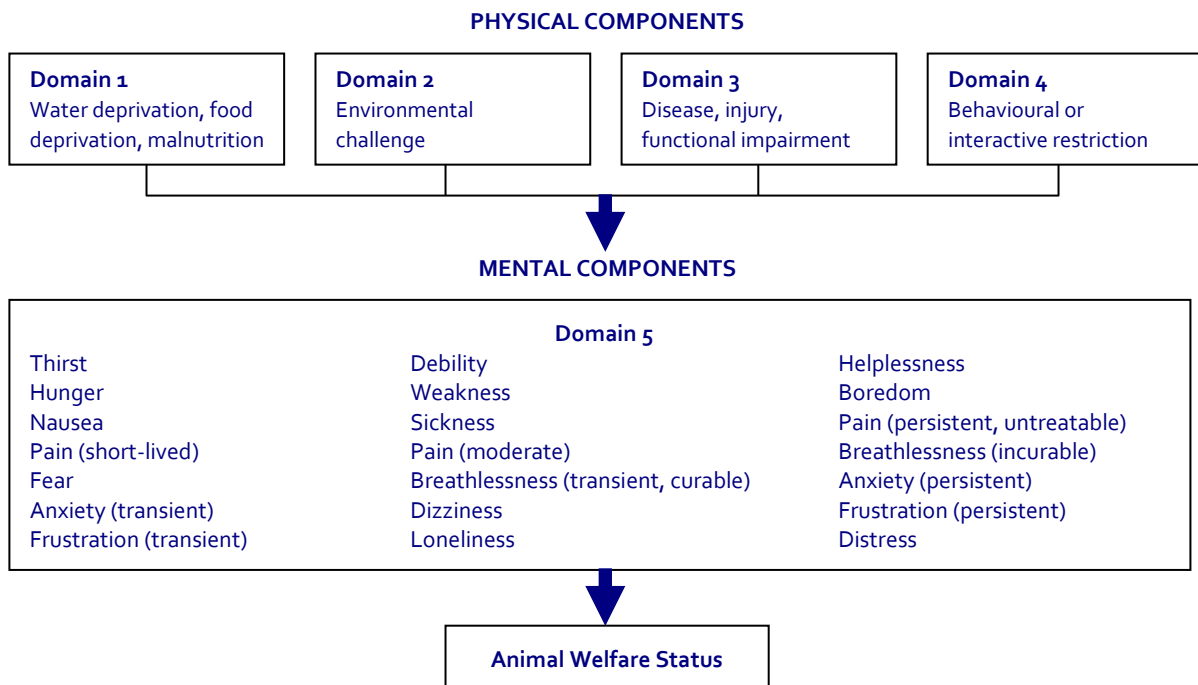 PHYSICAL COMPONENTS
Domain 1
Water deprivation, food
deprivation, malnutrition
Domain 2
Environmental
challenge
Domain 3
Disease, injury,
functional impairment
Domain 4
Behavioural or
interactive restriction
MENTAL COMPONENTS
Domain 5
Thirst
Hunger
Nausea
Pain (short-lived)
Fear
Anxiety (transient)
Frustration (transient)
Debility
Weakness
Sickness
Pain (moderate)
Breathlessness (transient, curable)
Dizziness
Loneliness
Helplessness
Boredom
Pain (persistent, untreatable)
Breathlessness (incurable)
Anxiety (persistent)
Frustration (persistent)
Distress
Animal Welfare Status